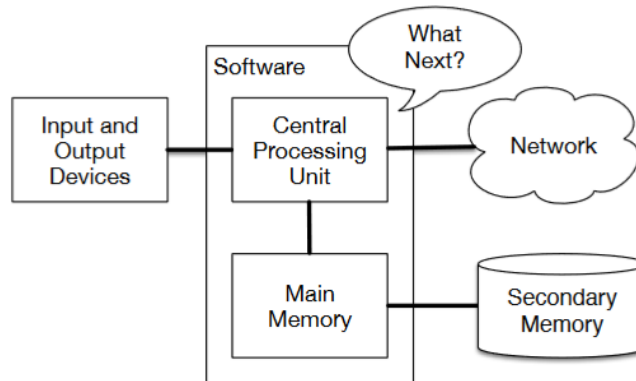 What
Next?
Software
Input and
Output
Devices
Central
Processing
Unit
Network
Main
Memory
Secondary
Memory